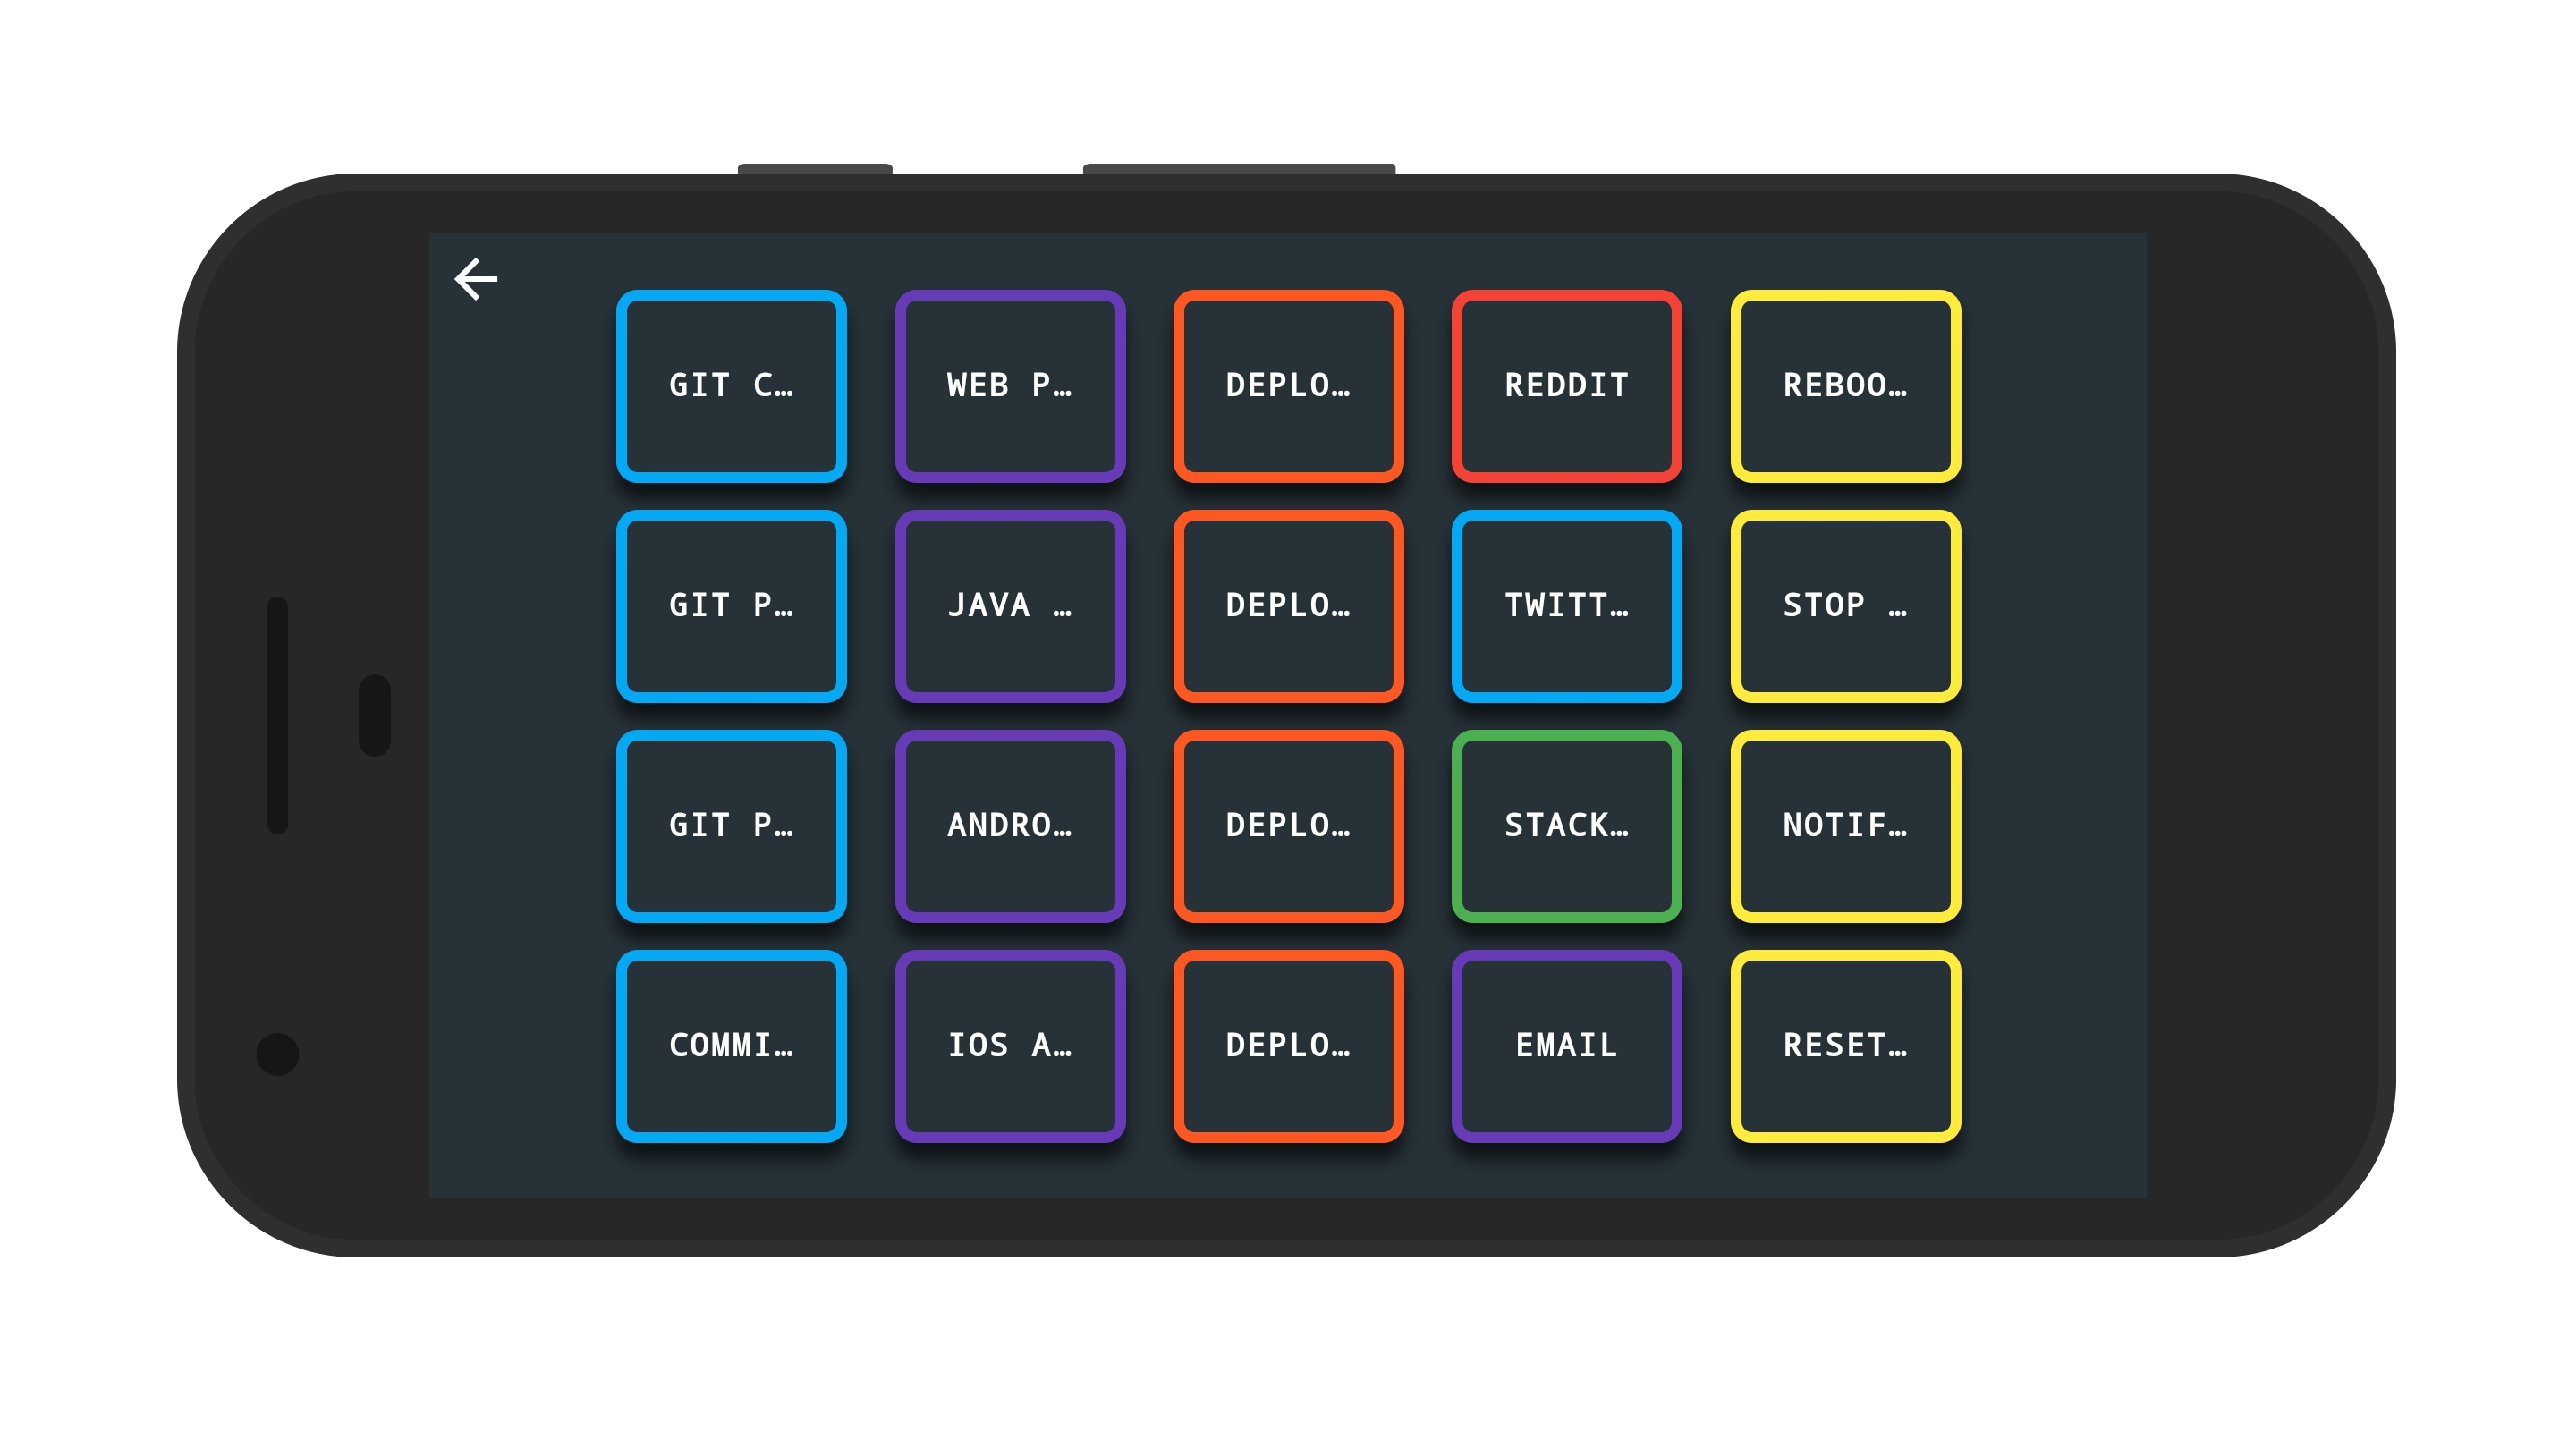 GIT C…
WEB P…
DEPLO…
REDDIT
REBOO…
GIT P…
JAVA …
DEPLO…
TWITT…
STOP …
GIT P…
ANDRO…
DEPLO…
STACK…
NOTIF…
COMMI…
IOS A…
DEPLO…
EMAIL
RESET…